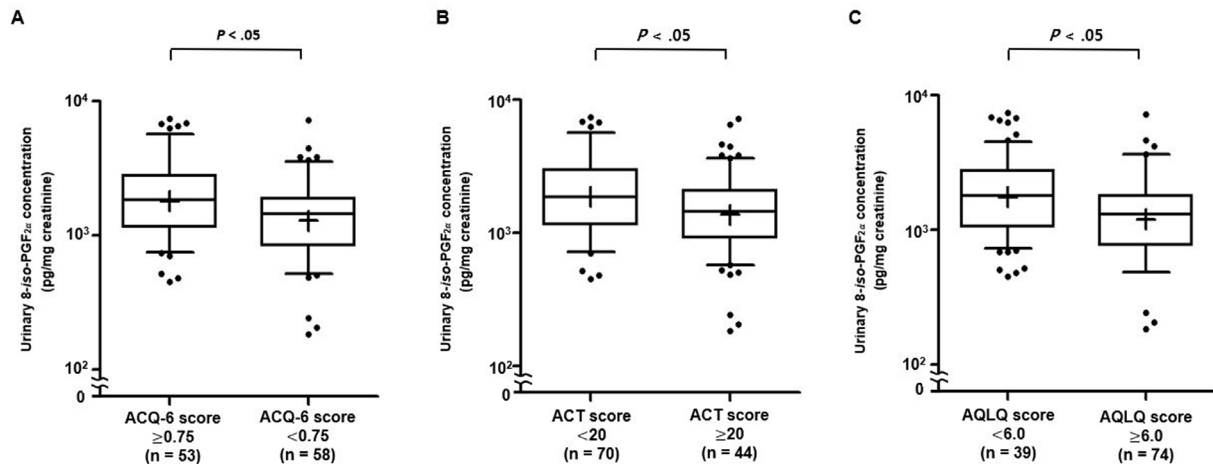 A
P < .05
Urinary 8-iso-PGF2α concentration
(pg/mg creatinine)
10⁴
10³
10²
0
ACQ-6 score
≥0.75
(n = 53)
ACQ-6 score
<0.75
(n = 58)
B
P < .05
Urinary 8-iso-PGF2α concentration
(pg/mg creatinine)
10⁴
10³
10²
0
ACT score
<20
(n = 70)
ACT score
≥20
(n = 44)
C
P < .05
Urinary 8-iso-PGF2α concentration
(pg/mg creatinine)
10⁴
10³
10²
0
AQLQ score
<6.0
(n = 39)
AQLQ score
≥6.0
(n = 74)